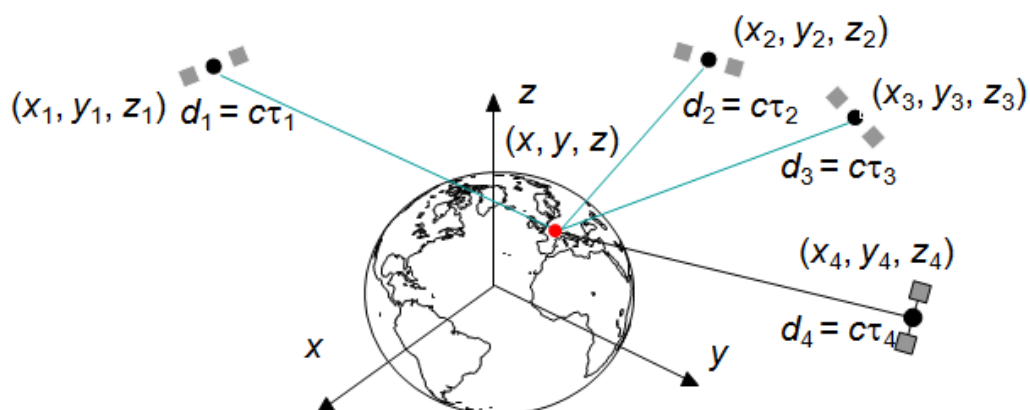 (x₁, y₁, z₁)
d₁ = cτ₁
z
(x, y, z)
(x₂, y₂, z₂)
d₂ = cτ₂
(x₃, y₃, z₃)
d₃ = cτ₃
(x₄, y₄, z₄)
d₄ = cτ₄
x
y